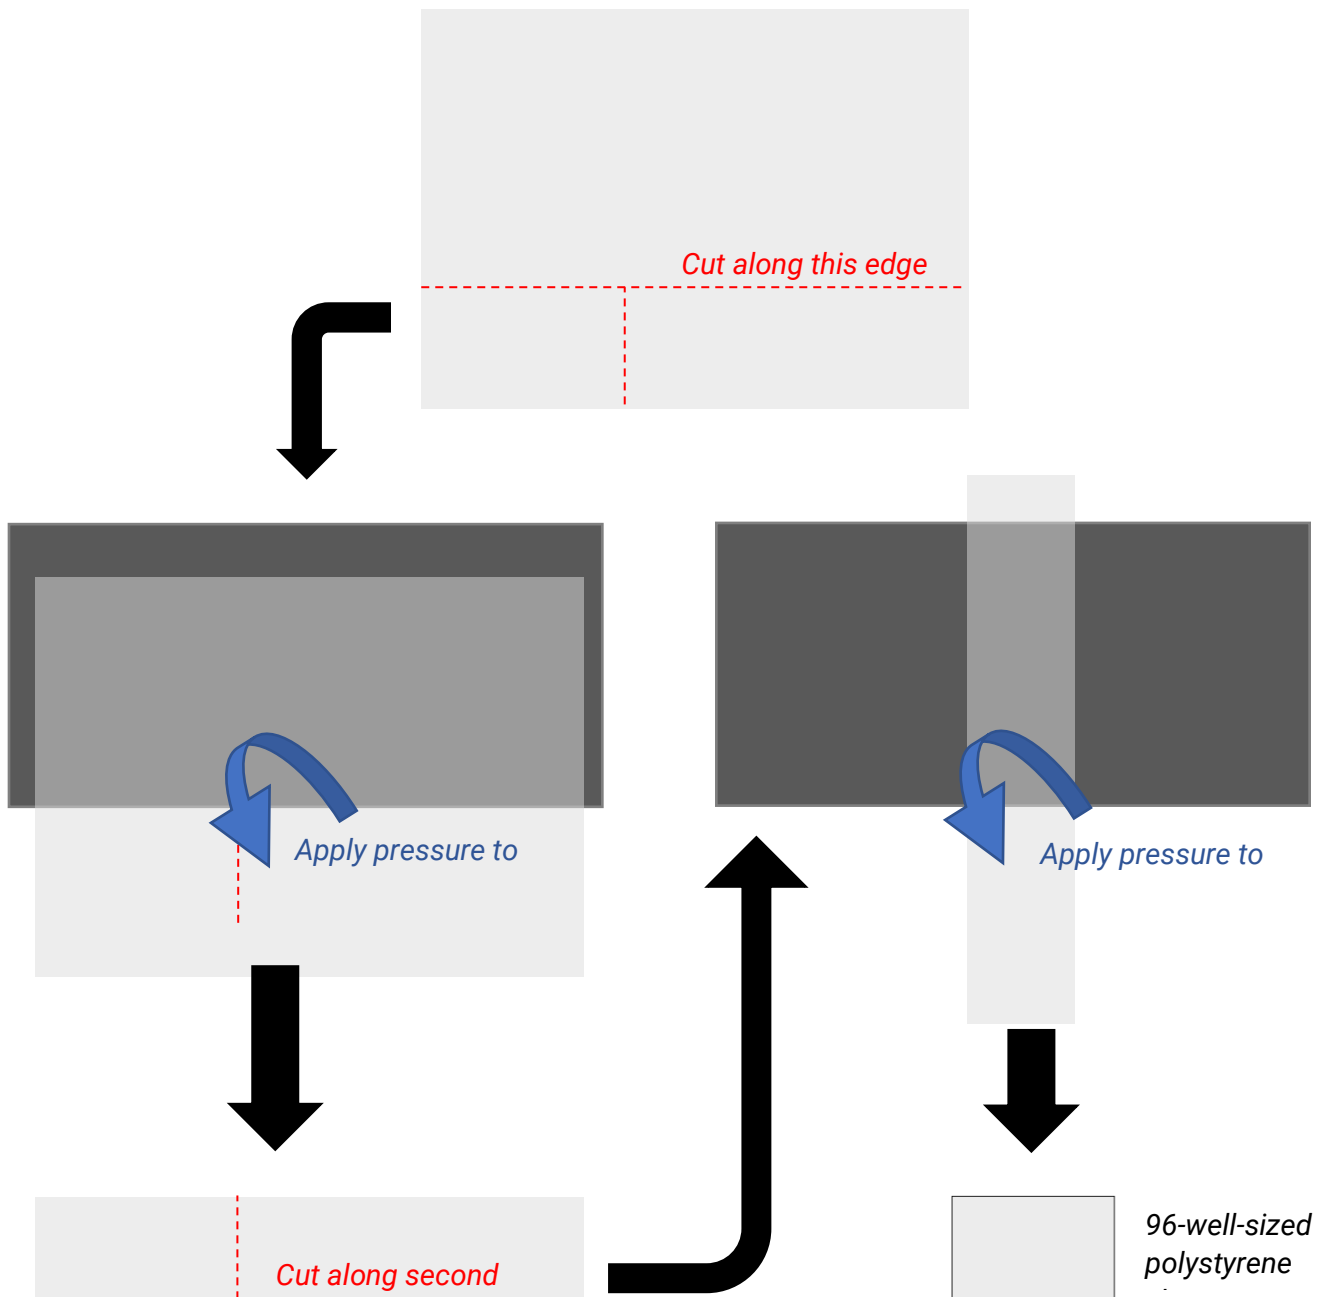 Cut along this edge
Apply pressure to
Apply pressure to
Cut along second
96-well-sized
polystyrene